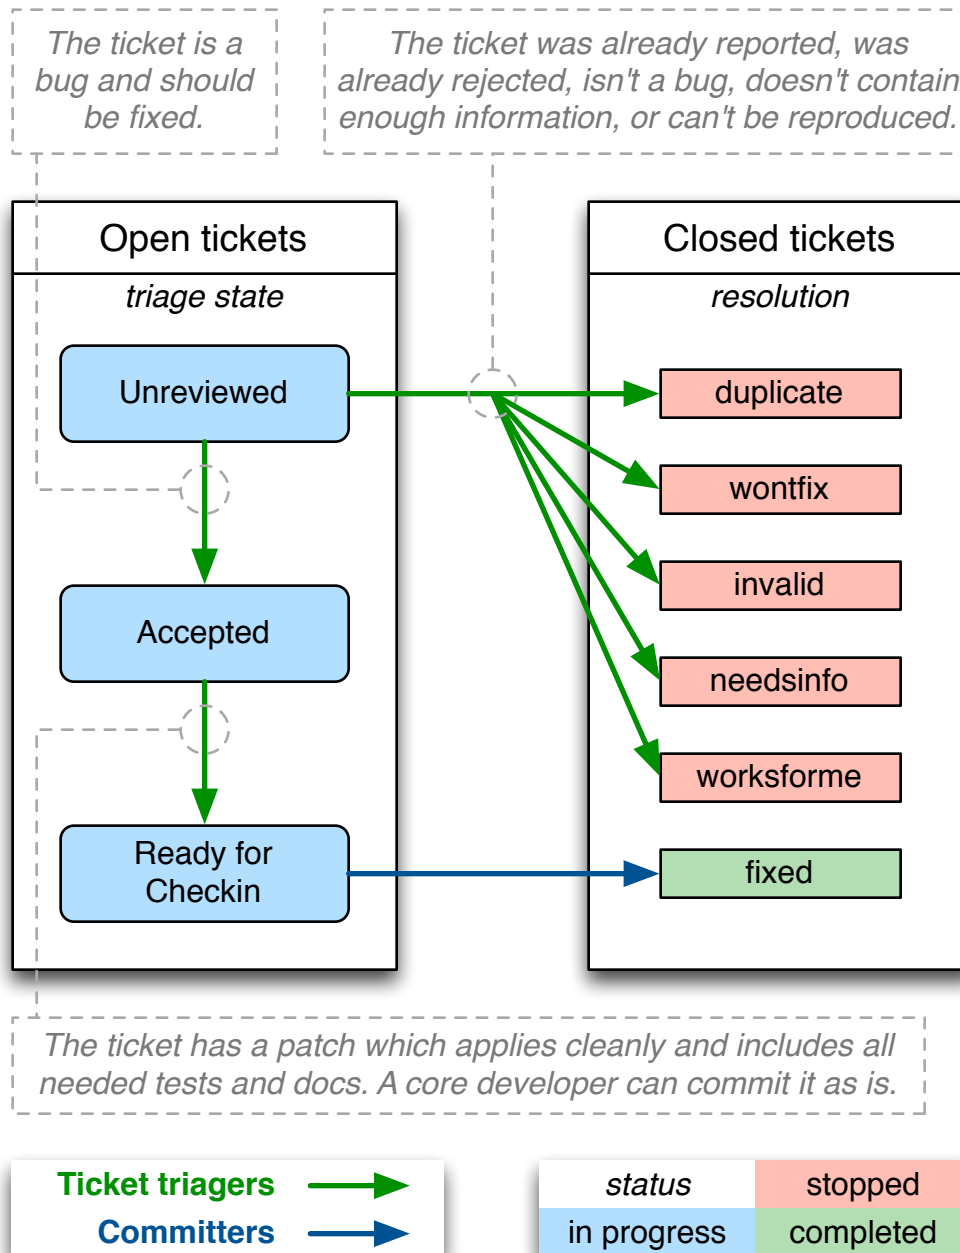 The ticket is a
bug and should
be fixed.
The ticket was already reported, was
already rejected, isn't a bug, doesn't contain
enough information, or can't be reproduced.
Open tickets
triage state
Unreviewed
Accepted
Ready for
Checkin
Closed tickets
resolution
duplicate
wontfix
invalid
needsinfo
worksforme
fixed
The ticket has a patch which applies cleanly and includes all
needed tests and docs. A core developer can commit it as is.
Ticket triagers
Committers
status
stopped
in progress
completed